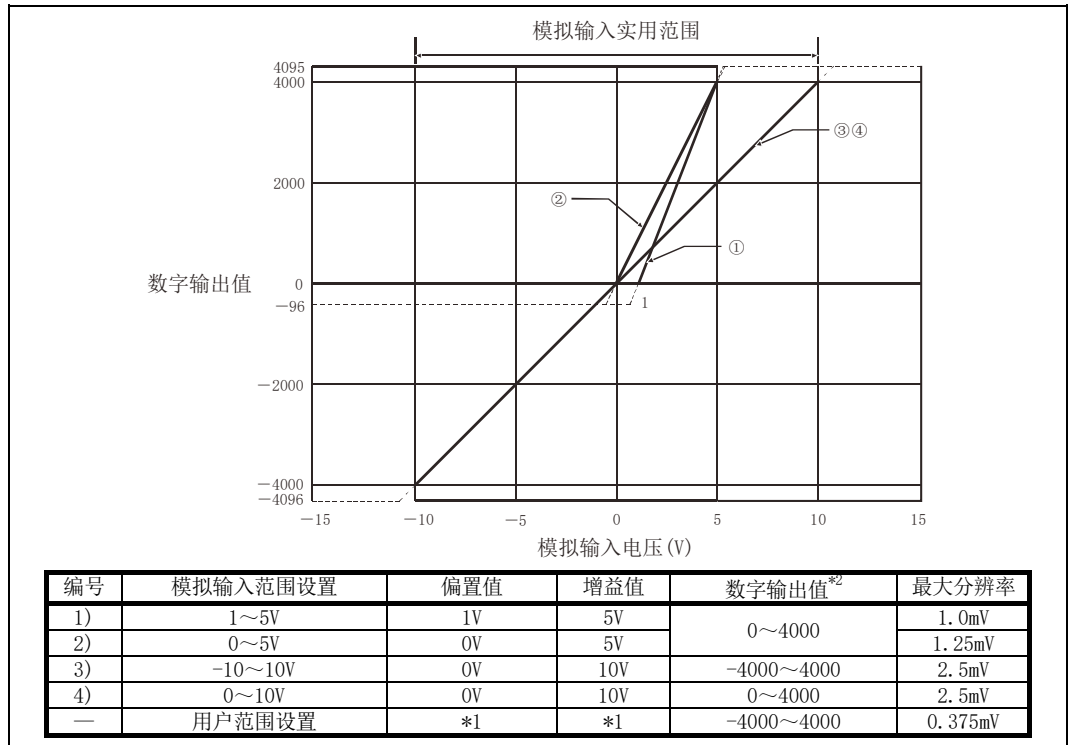 模拟输入实用范围
4095
4000
③④
2000
②
①
数字输出值
0
1
－96
－2000
－4000
－4096
－15
－10
－5
0
5
10
15
模拟输入电压(V)
编号 模拟输入范围设置 偏置值 增益值 数字输出值*2 最大分辨率
1) 1～5V 1V 5V 0～4000 1.0mV
2) 0～5V 0V 5V 1.25mV
3) -10～10V 0V 10V -4000～4000 2.5mV
4) 0～10V 0V 10V 0～4000 2.5mV
— 用户范围设置 *1 *1 -4000～4000 0.375mV